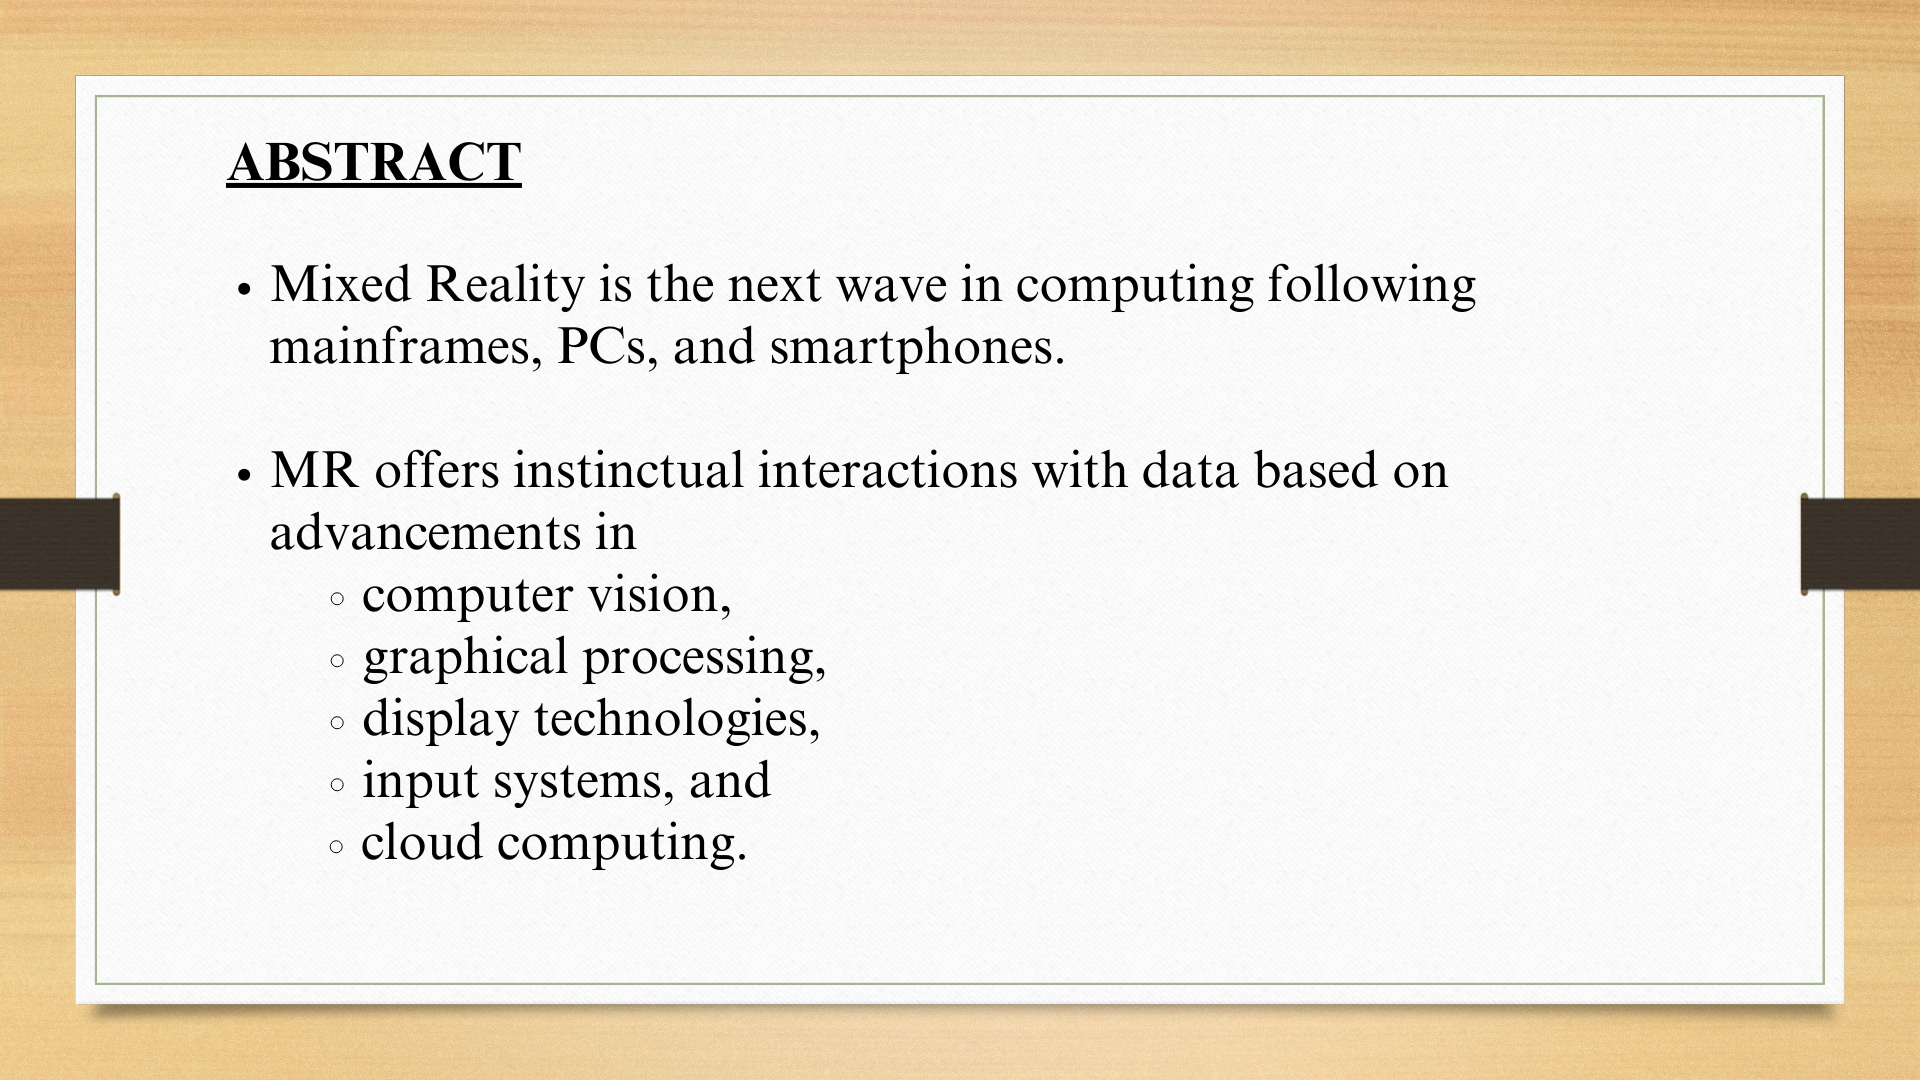 ABSTRACT
• Mixed Reality is the next wave in computing following
mainframes, PCs, and smartphones.
• MR offers instinctual interactions with data based on
advancements in
◦ computer vision,
◦ graphical processing,
◦ display technologies,
◦ input systems, and
◦ cloud computing.